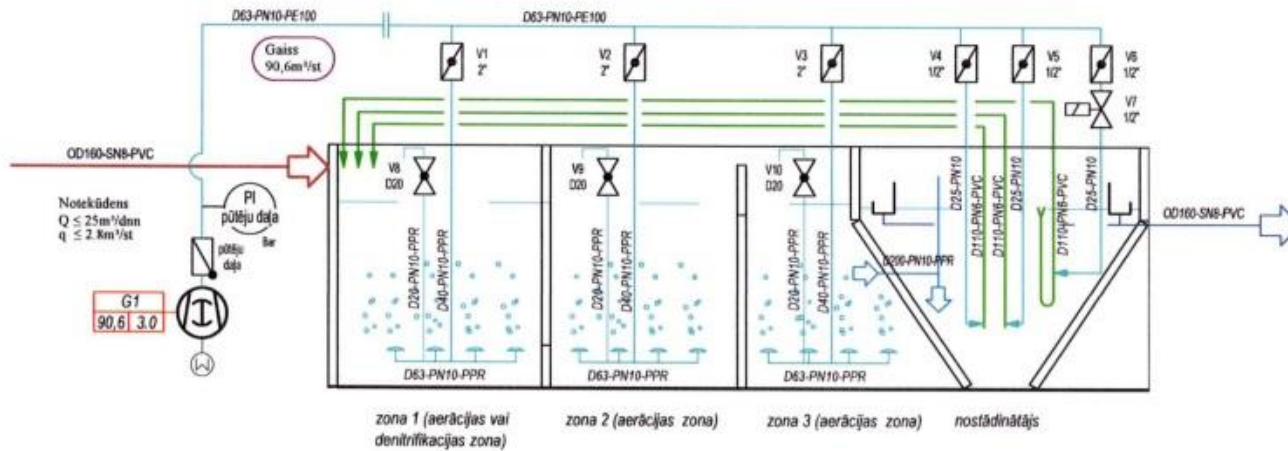 D63-PN10-PE100
D63-PN10-PE100
Gaiss
90,6m³/st
V1
2"
V2
2"
V3
2"
V4
1/2"
V5
1/2"
V6
1/2"
V7
1/2"
OD160-SN8-PVC
Notekūdens
Q ≤ 25m³/dnn
q ≤ 2.8m³/st
PI
pūtēju daļa
Bar
pūtēju
daļa
G1
90,6 3.0
V8
D20
V9
D20
V10
D20
D20-PN10-PPR
D40-PN10-PPR
D20-PN10-PPR
D40-PN10-PPR
D20-PN10-PPR
D40-PN10-PPR
D25-PN10
D110-PN6-PVC
D110-PN6-PVC
D25-PN10
D110-PN6-PVC
D25-PN10
D200-PN10-PPR
OD160-SN8-PVC
D63-PN10-PPR
D63-PN10-PPR
D63-PN10-PPR
zona 1 (aerācijas vai
denitrifikacijas zona)
zona 2 (aerācijas zona)
zona 3 (aerācijas zona)
nostādinātājs